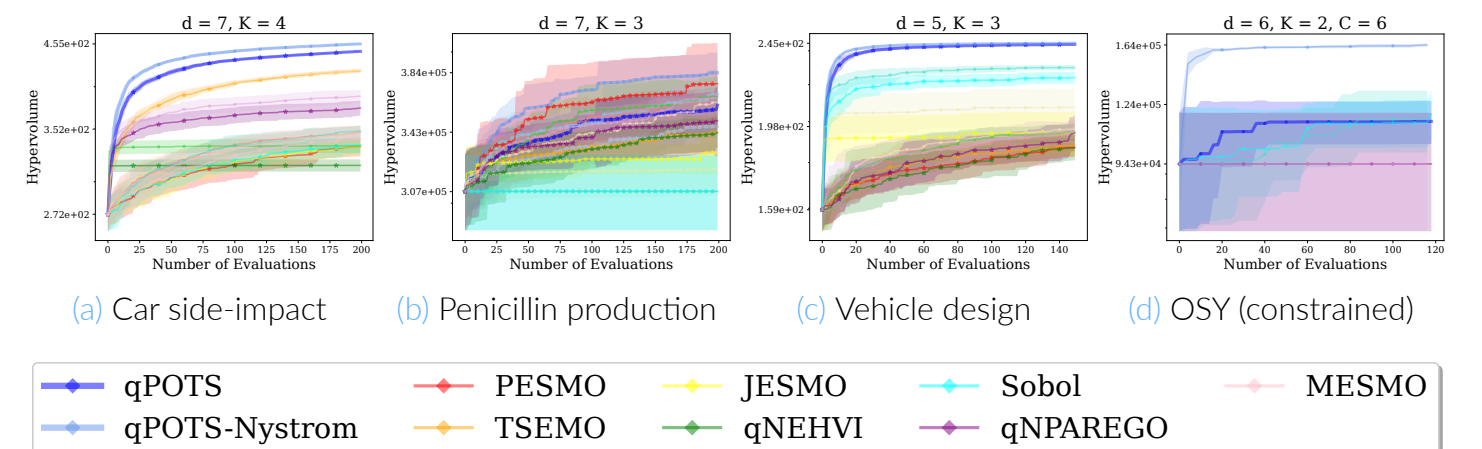 d = 7, K = 4
4.55e+02
3.52e+02
2.72e+02
Hypervolume
0 25 50 75 100 125 150 175 200
Number of Evaluations
(a) Car side-impact
d = 7, K = 3
3.84e+05
3.43e+05
3.07e+05
Hypervolume
0 25 50 75 100 125 150 175 200
Number of Evaluations
(b) Penicillin production
d = 5, K = 3
2.45e+02
1.98e+02
1.59e+02
Hypervolume
0 20 40 60 80 100 120 140
Number of Evaluations
(c) Vehicle design
d = 6, K = 2, C = 6
1.64e+05
1.24e+05
9.43e+04
Hypervolume
0 20 40 60 80 100 120
Number of Evaluations
(d) OSY (constrained)
qPOTS PESMO JESMO Sobol MESMO
qPOTS-Nystrom TSEMO qNEHVI qNPAREGO